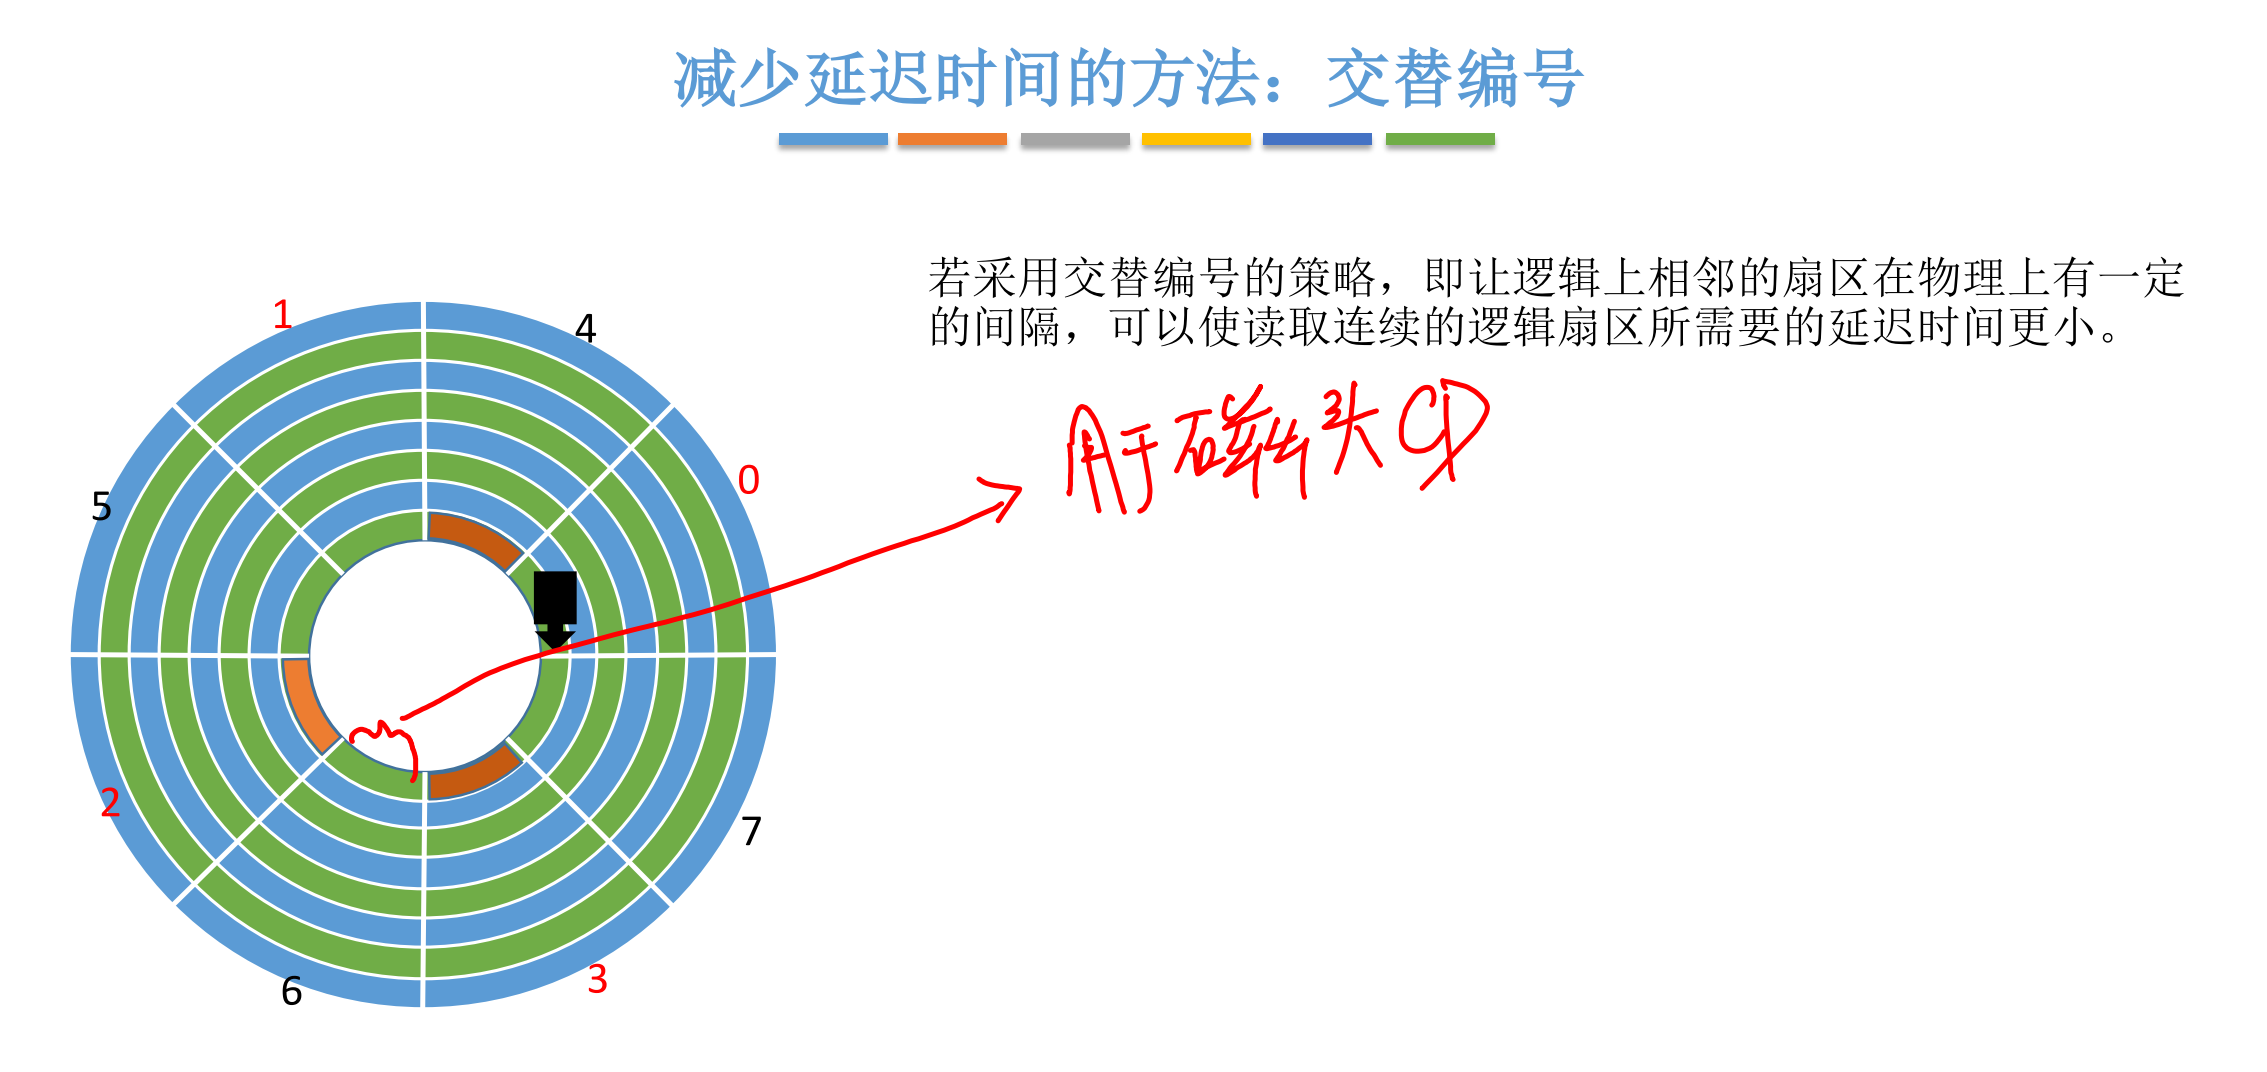 减少延迟时间的方法：交替编号
若采用交替编号的策略，即让逻辑上相邻的扇区在物理上有一定
的间隔，可以使读取连续的逻辑扇区所需要的延迟时间更小。
用于磁头
1
4
0
5
2
7
6
3